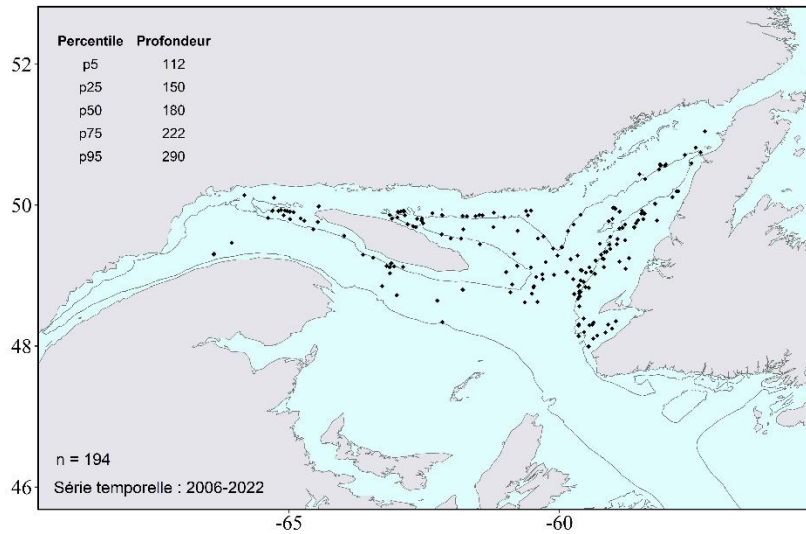 Percentile Profondeur
p5 112
p25 150
p50 180
p75 222
p95 290
52
50
48
46
n = 194
Série temporelle : 2006-2022
-65 -60